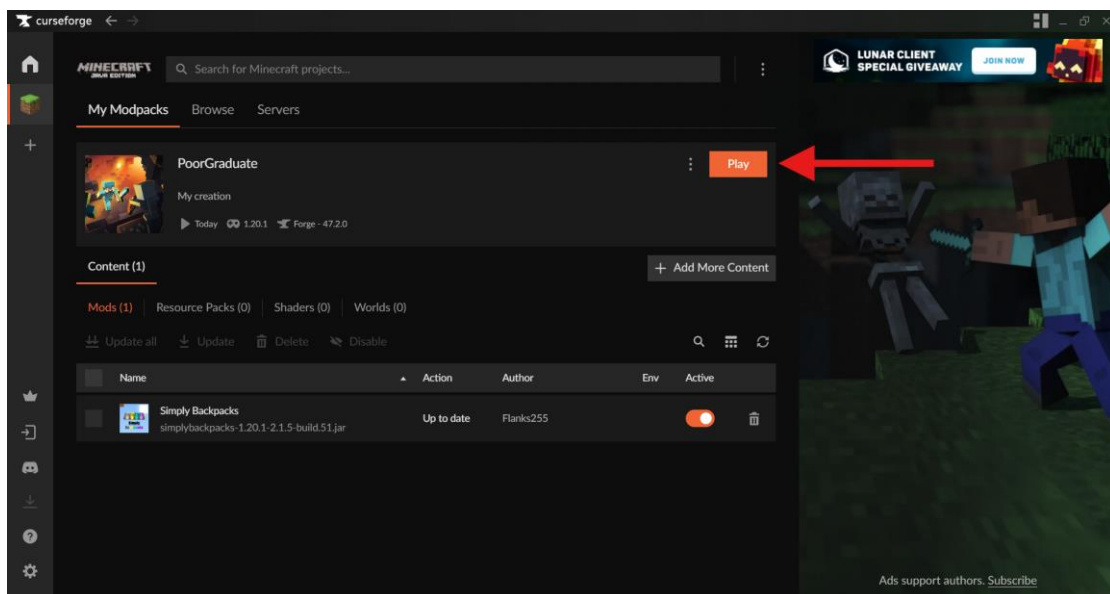 curseforge
MINECRAFT
JAVA EDITION
Search for Minecraft projects...
LUNAR CLIENT
SPECIAL GIVEAWAY
JOIN NOW
My Modpacks Browse Servers
PoorGraduate
Play
My creation
Today 1.20.1 Forge - 47.2.0
Content (1)
+ Add More Content
Mods (1) Resource Packs (0) Shaders (0) Worlds (0)
Update all Update Delete Disable
Name Action Author Env Active
Simply Backpacks
simplybackpacks-1.20.1-2.1.5-build.51.jar
Up to date Flanks255
Ads support authors. Subscribe